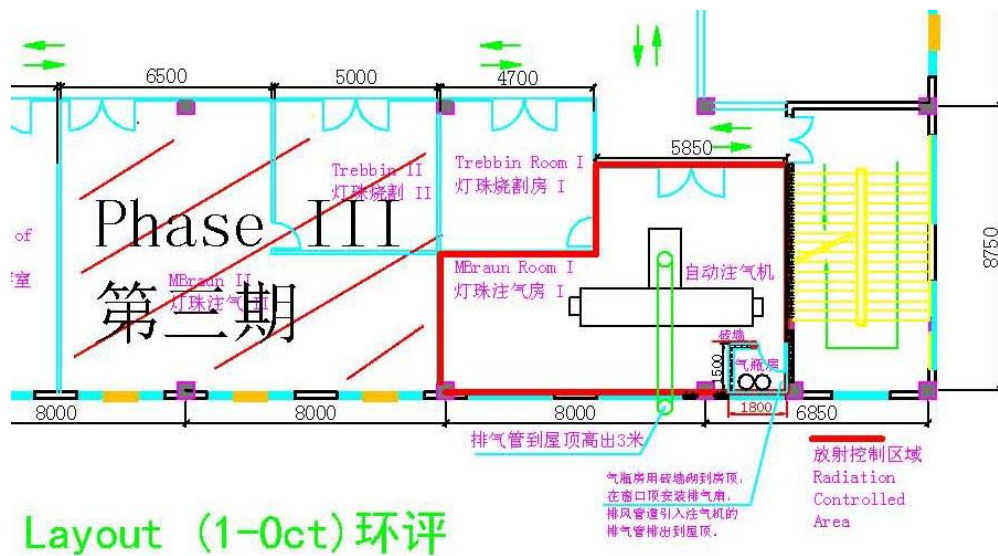 6500
5000
4700
5850
Trebbin II
灯珠烧割 II
Trebbin Room I
灯珠烧割房 I
of
室
Phase III
第三期
MBraun II
灯珠注气 II
MBraun Room I
灯珠注气房 I
自动注气机
8750
砖墙
气瓶房
1500
1800
8000
8000
8000
6850
排气管到屋顶高出3米
气瓶房用砖墙砌到房顶,
在窗口顶安装排气扇,
排风管道引入注气机的
排气管排出到屋顶.
放射控制区域
Radiation
Controlled
Area
Layout (1-Oct)环评